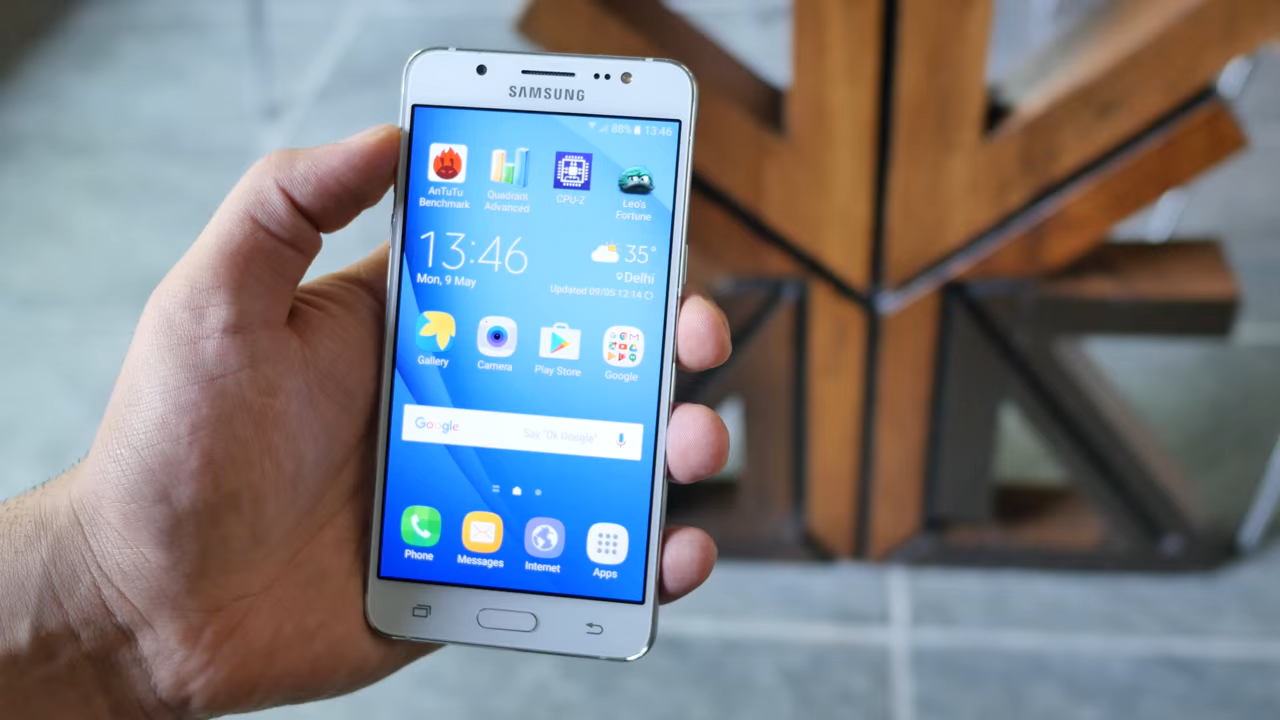 SAMSUNG
88% 13:46
AnTuTu
Benchmark
Quadrant
Advanced
CPU-Z
Leo's
Fortune
13:46
Mon, 9 May
35°
Delhi
Updated 09/05 12:14
Gallery
Camera
Play Store
Google
Google
Say "Ok Google"
Phone
Messages
Internet
Apps